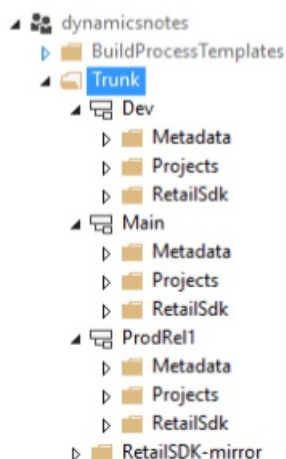 dynamicsnotes
BuildProcessTemplates
Trunk
Dev
Metadata
Projects
RetailSdk
Main
Metadata
Projects
RetailSdk
ProdRel1
Metadata
Projects
RetailSdk
RetailSDK-mirror